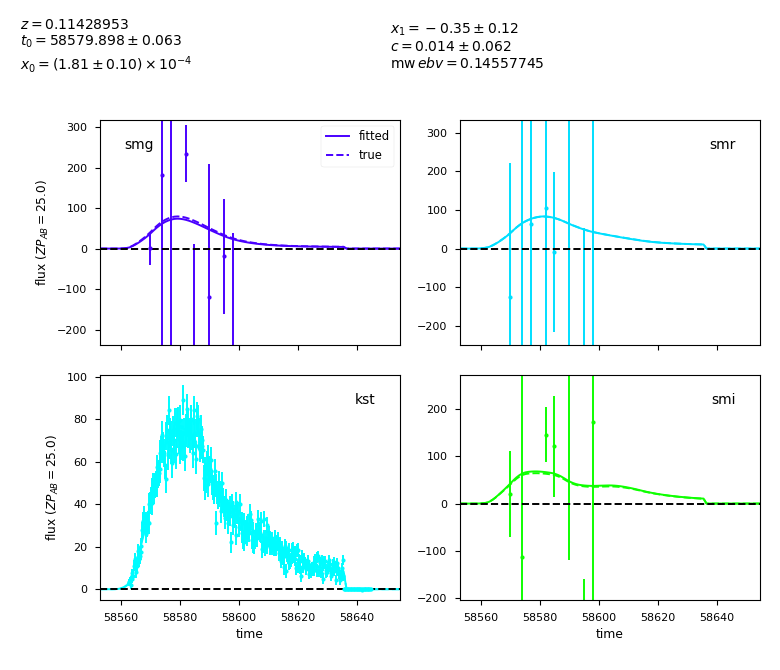 z = 0.11428953
t₀ = 58579.898 ± 0.063
x₀ = (1.81 ± 0.10) × 10⁻⁴
x₁ = −0.35 ± 0.12
c = 0.014 ± 0.062
mw ebv = 0.14557745
smg
fitted
true
300
200
100
0
−100
−200
flux (ZP_AB = 25.0)
smr
300
200
100
0
−100
−200
kst
100
80
60
40
20
0
flux (ZP_AB = 25.0)
58560 58580 58600 58620 58640
time
smi
200
100
0
−100
−200
58560 58580 58600 58620 58640
time